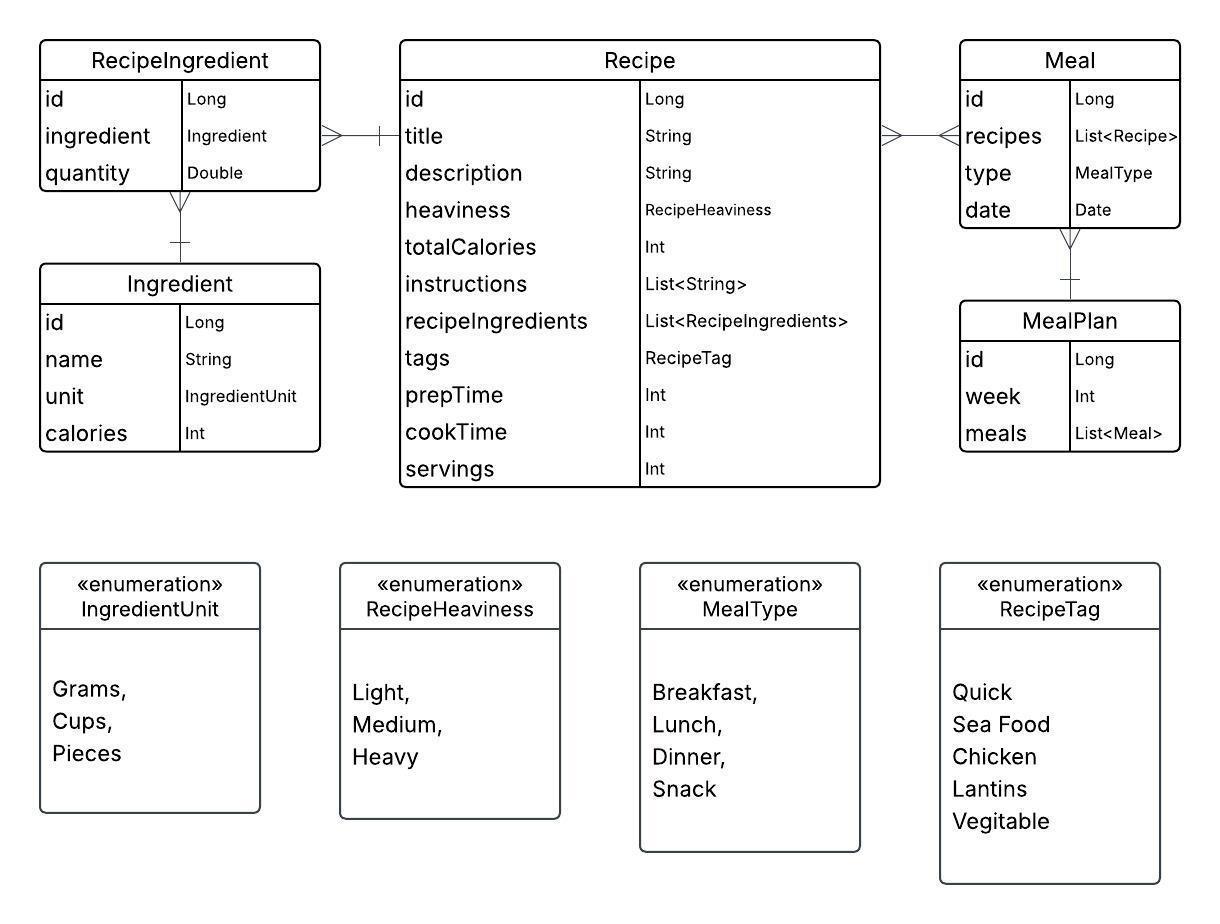 RecipeIngredient
id Long
ingredient Ingredient
quantity Double
Recipe
id Long
title String
description String
heaviness RecipeHeaviness
totalCalories Int
instructions List<String>
recipeIngredients List<RecipeIngredients>
tags RecipeTag
prepTime Int
cookTime Int
servings Int
Meal
id Long
recipes List<Recipe>
type MealType
date Date
Ingredient
id Long
name String
unit IngredientUnit
calories Int
MealPlan
id Long
week Int
meals List<Meal>
«enumeration»
IngredientUnit
Grams,
Cups,
Pieces
«enumeration»
RecipeHeaviness
Light,
Medium,
Heavy
«enumeration»
MealType
Breakfast,
Lunch,
Dinner,
Snack
«enumeration»
RecipeTag
Quick
Sea Food
Chicken
Lantins
Vegitable